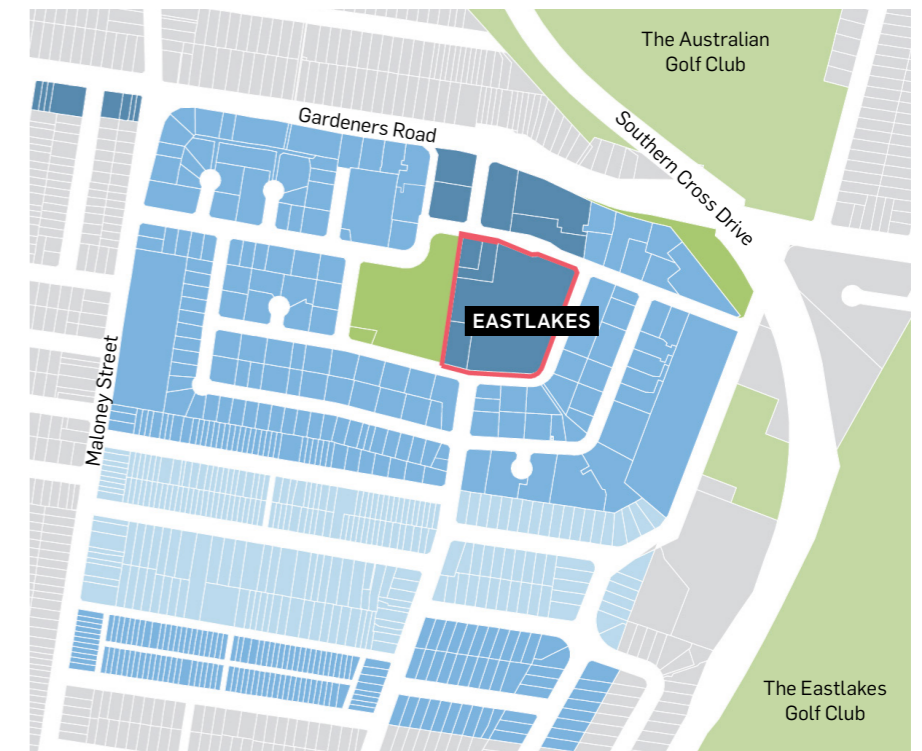 The Australian
Golf Club
Gardeners Road
Southern Cross Drive
EASTLAKES
Maloney Street
The Eastlakes
Golf Club